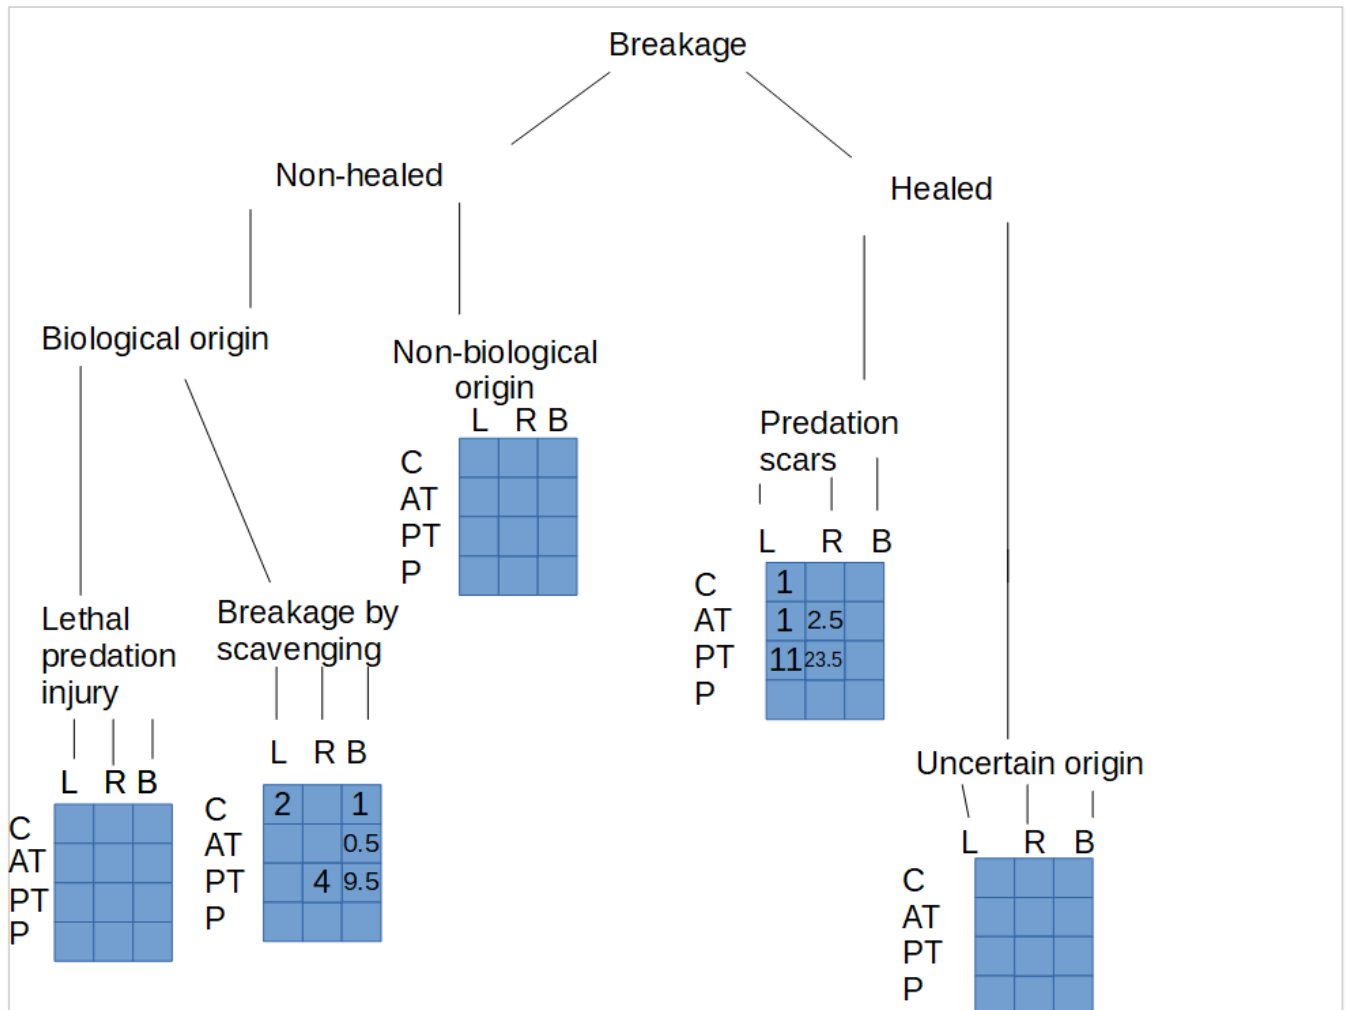 Breakage
Non-healed
Healed
Biological origin
Non-biological
origin
L R B
C
AT
PT
P
Predation
scars
L R B
C 1
AT 1 2.5
PT 11 23.5
P
Lethal
predation
injury
L R B
C
AT
PT
P
Breakage by
scavenging
L R B
C 2 1
AT 0.5
PT 4 9.5
P
Uncertain origin
L R B
C
AT
PT
P